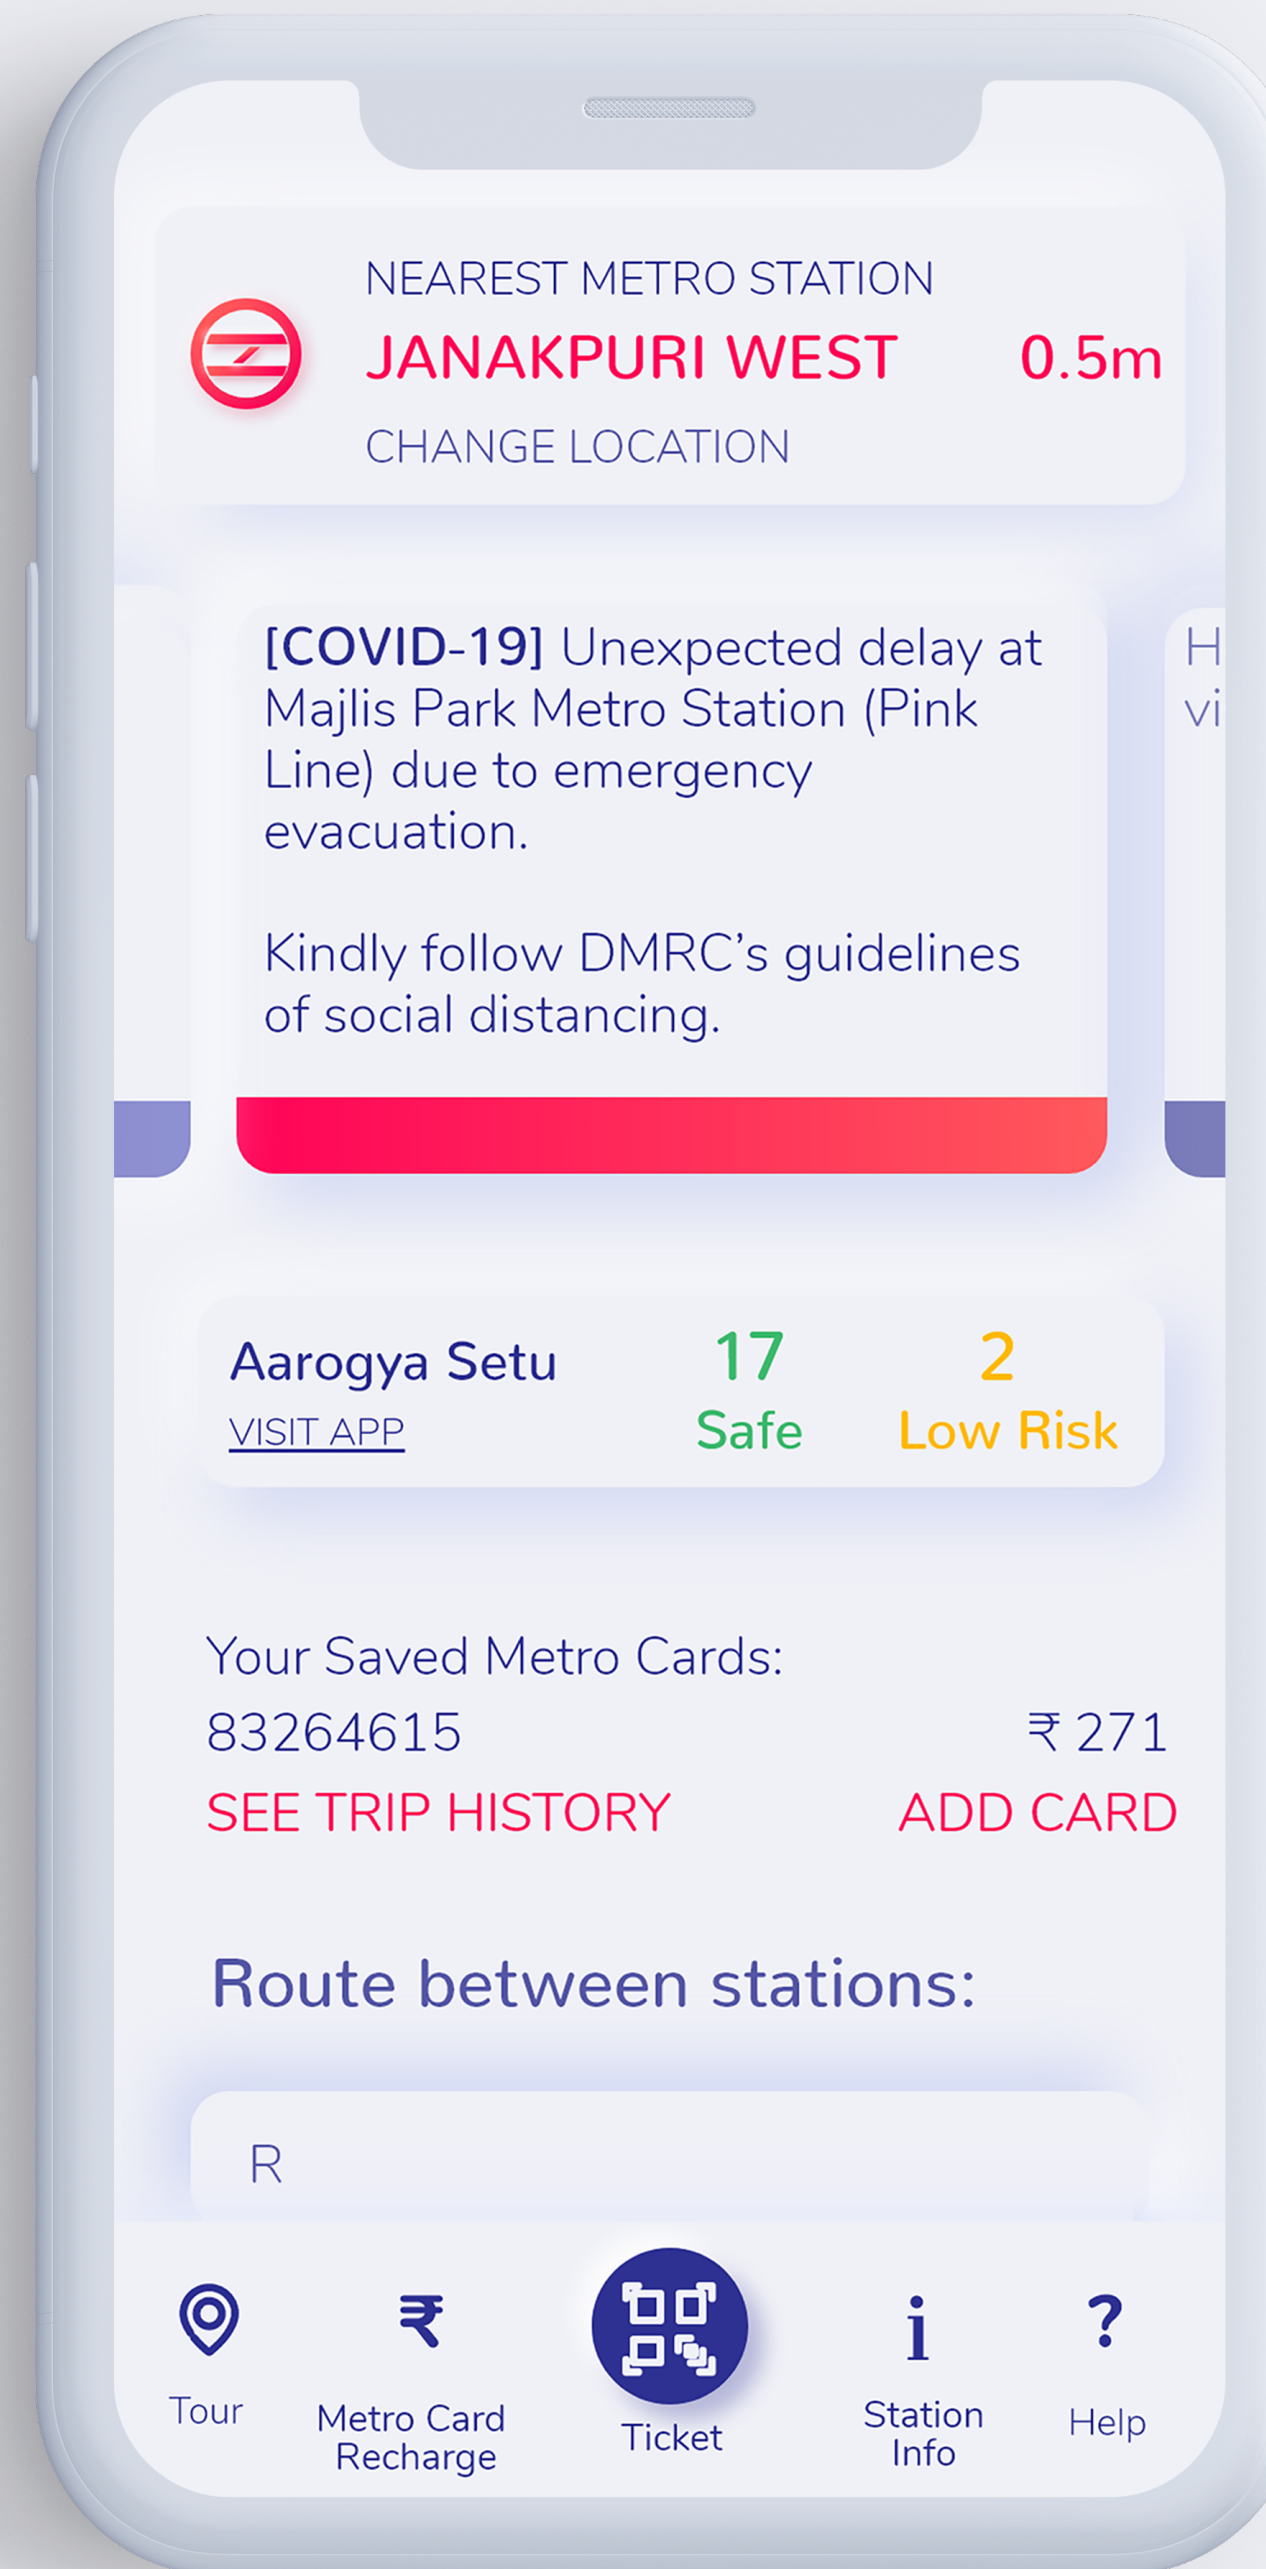 NEAREST METRO STATION
JANAKPURI WEST 0.5m
CHANGE LOCATION
[COVID-19] Unexpected delay at
Majlis Park Metro Station (Pink
Line) due to emergency
evacuation.
Kindly follow DMRC’s guidelines
of social distancing.
H
vi
Aarogya Setu
VISIT APP
17
Safe
2
Low Risk
Your Saved Metro Cards:
83264615 ₹ 271
SEE TRIP HISTORY ADD CARD
Route between stations:
R
Tour
₹
Metro Card
Recharge
Ticket
i
Station
Info
?
Help